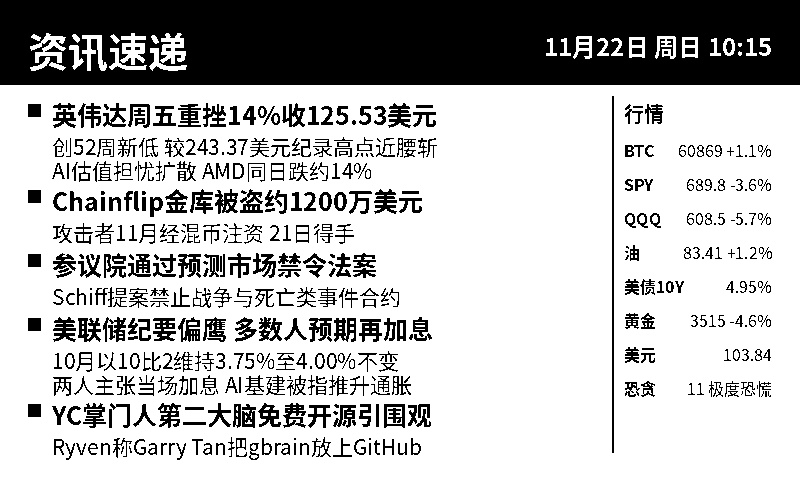 资讯速递
11月22日 周日 10:15
英伟达周五重挫14%收125.53美元
创52周新低 较243.37美元纪录高点近腰斩
AI估值担忧扩散 AMD同日跌约14%
Chainflip金库被盗约1200万美元
攻击者11月经混币注资 21日得手
参议院通过预测市场禁令法案
Schiff提案禁止战争与死亡类事件合约
美联储纪要偏鹰 多数人预期再加息
10月以10比2维持3.75%至4.00%不变
两人主张当场加息 AI基建被指推升通胀
YC掌门人第二大脑免费开源引围观
Ryven称Garry Tan把gbrain放上GitHub
行情
BTC 60869 +1.1%
SPY 689.8 -3.6%
QQQ 608.5 -5.7%
油 83.41 +1.2%
美债10Y 4.95%
黄金 3515 -4.6%
美元 103.84
恐贪 11 极度恐慌